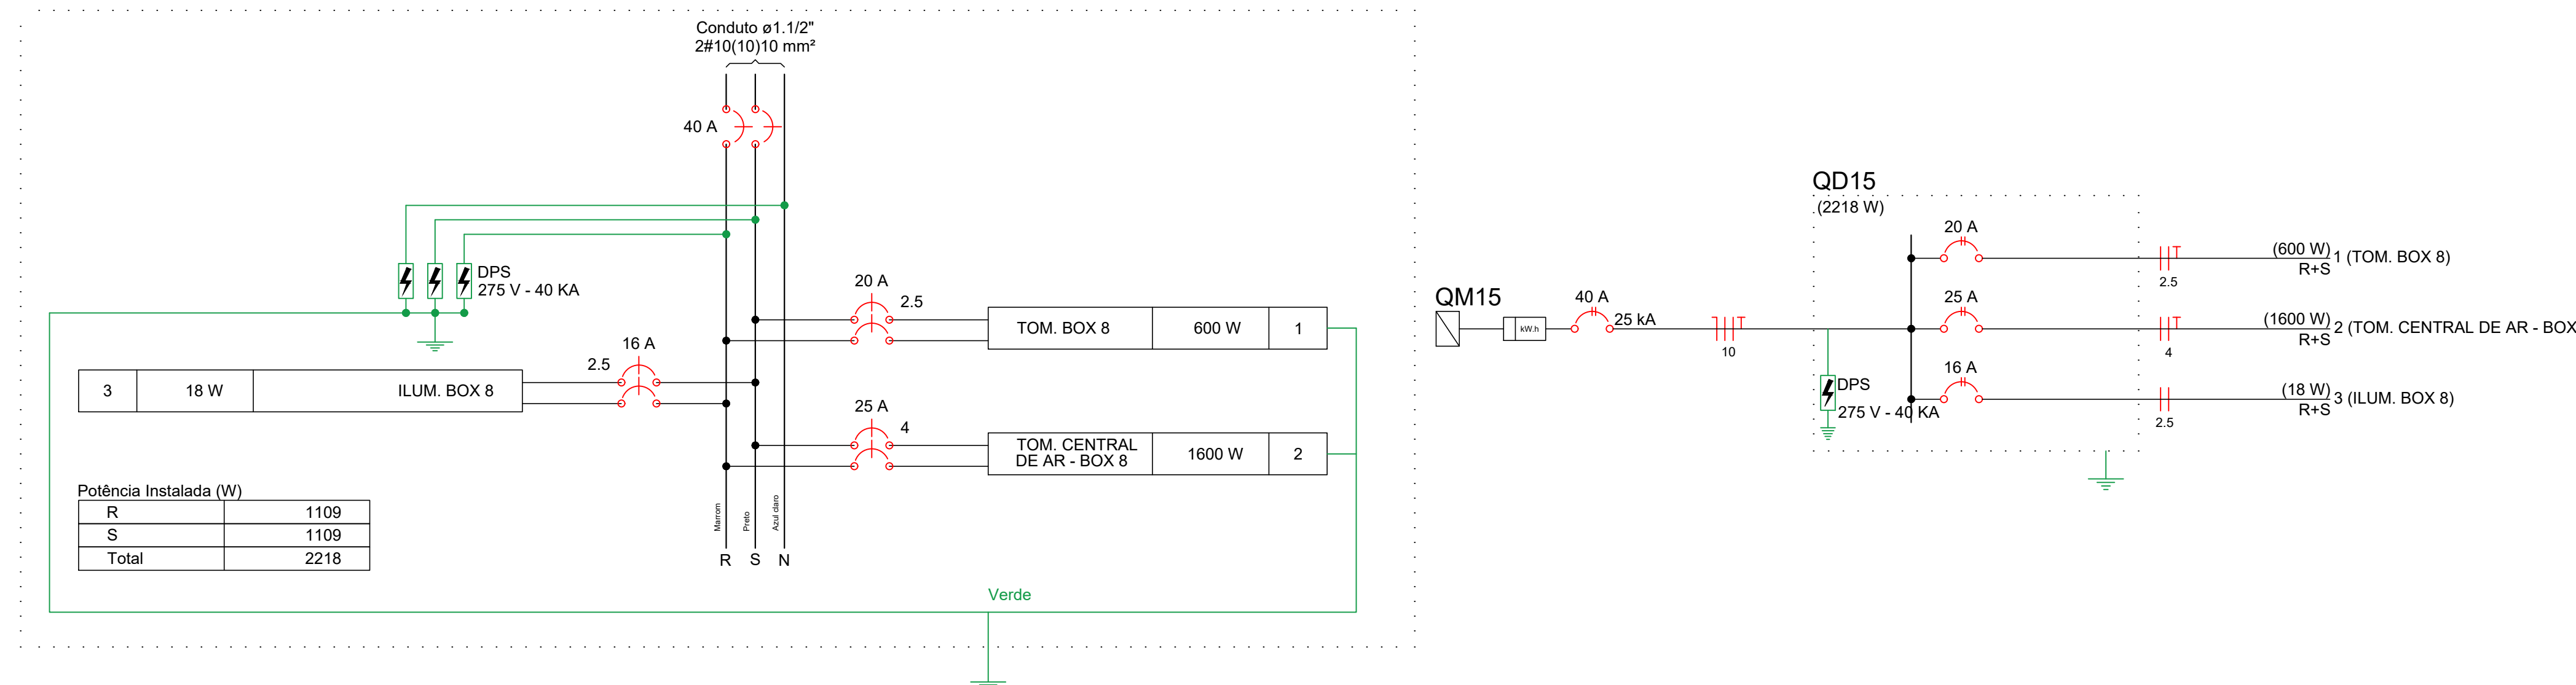 Conduto ø1.1/2"
2#10(10)10 mm²
40 A
DPS
275 V - 40 KA
20 A
2.5
TOM. BOX 8 600 W 1
16 A
2.5
3 18 W ILUM. BOX 8
25 A
4
TOM. CENTRAL
DE AR - BOX 8
1600 W 2
Potência Instalada (W)
R 1109
S 1109
Total 2218
Marrom
Preto
Azul claro
R S N
Verde
QM15
kW.h
40 A
25 kA
10
QD15
(2218 W)
DPS
275 V - 40 KA
20 A
2.5
(600 W)
R+S
1 (TOM. BOX 8)
25 A
4
(1600 W)
R+S
2 (TOM. CENTRAL DE AR - BOX
16 A
2.5
(18 W)
R+S
3 (ILUM. BOX 8)